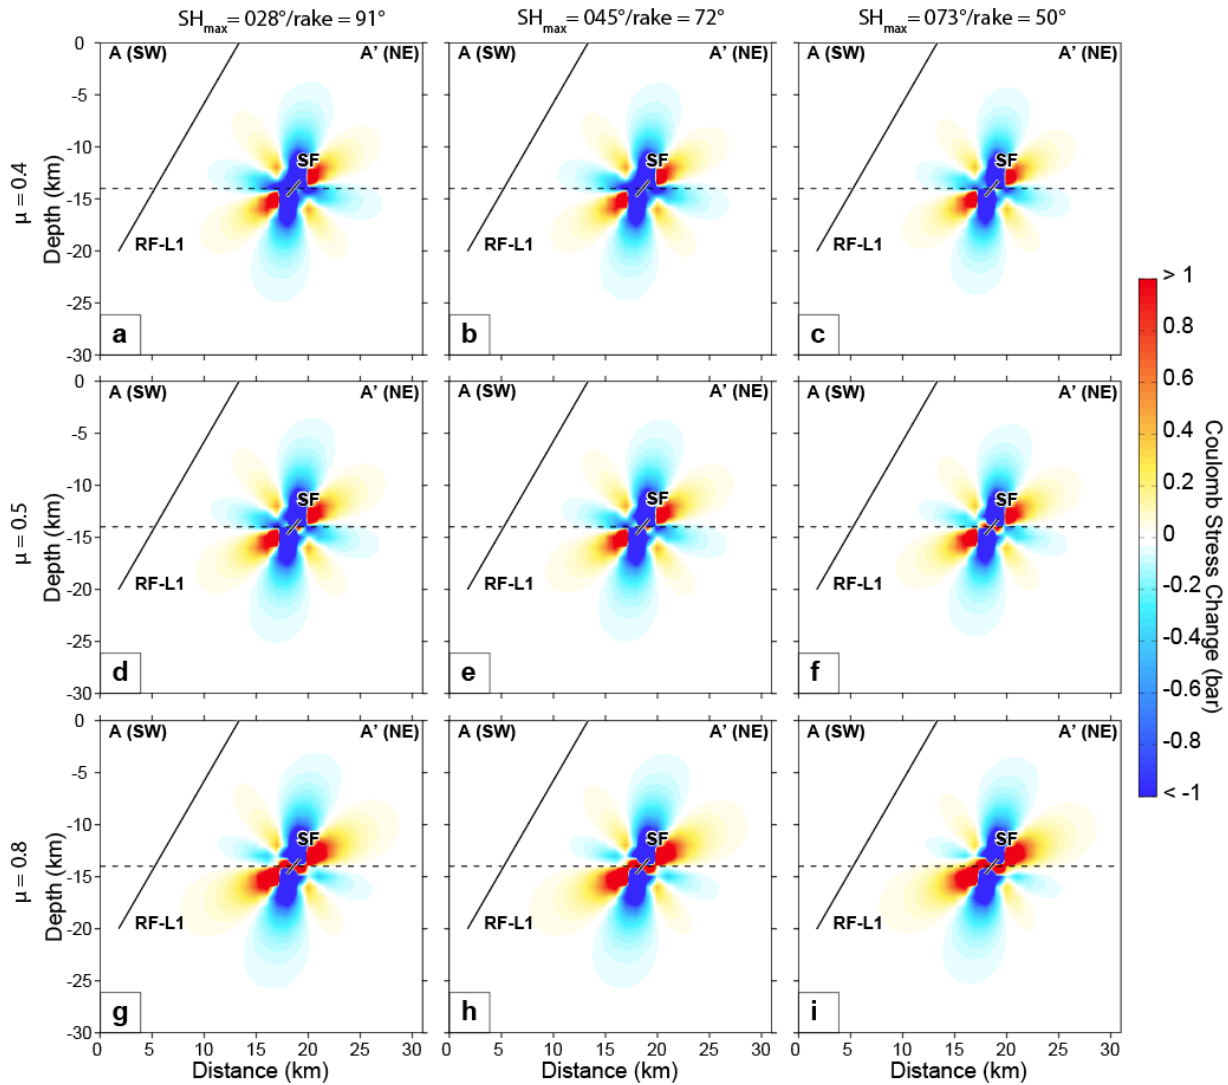 SHmax= 028°/rake = 91°
SHmax= 045°/rake = 72°
SHmax= 073°/rake = 50°
0
-5
-10
-15
-20
-25
-30
μ = 0.4
Depth (km)
A (SW)
A' (NE)
SF
RF-L1
a
A (SW)
A' (NE)
SF
RF-L1
b
A (SW)
A' (NE)
SF
RF-L1
c
0
-5
-10
-15
-20
-25
-30
μ = 0.5
Depth (km)
A (SW)
A' (NE)
SF
RF-L1
d
A (SW)
A' (NE)
SF
RF-L1
e
A (SW)
A' (NE)
SF
RF-L1
f
0
-5
-10
-15
-20
-25
-30
μ = 0.8
Depth (km)
A (SW)
A' (NE)
SF
RF-L1
g
A (SW)
A' (NE)
SF
RF-L1
h
A (SW)
A' (NE)
SF
RF-L1
i
0 5 10 15 20 25 30
0 5 10 15 20 25 30
0 5 10 15 20 25 30
Distance (km)
Distance (km)
Distance (km)
> 1
0.8
0.6
0.4
0.2
0
-0.2
-0.4
-0.6
-0.8
< -1
Coulomb Stress Change (bar)